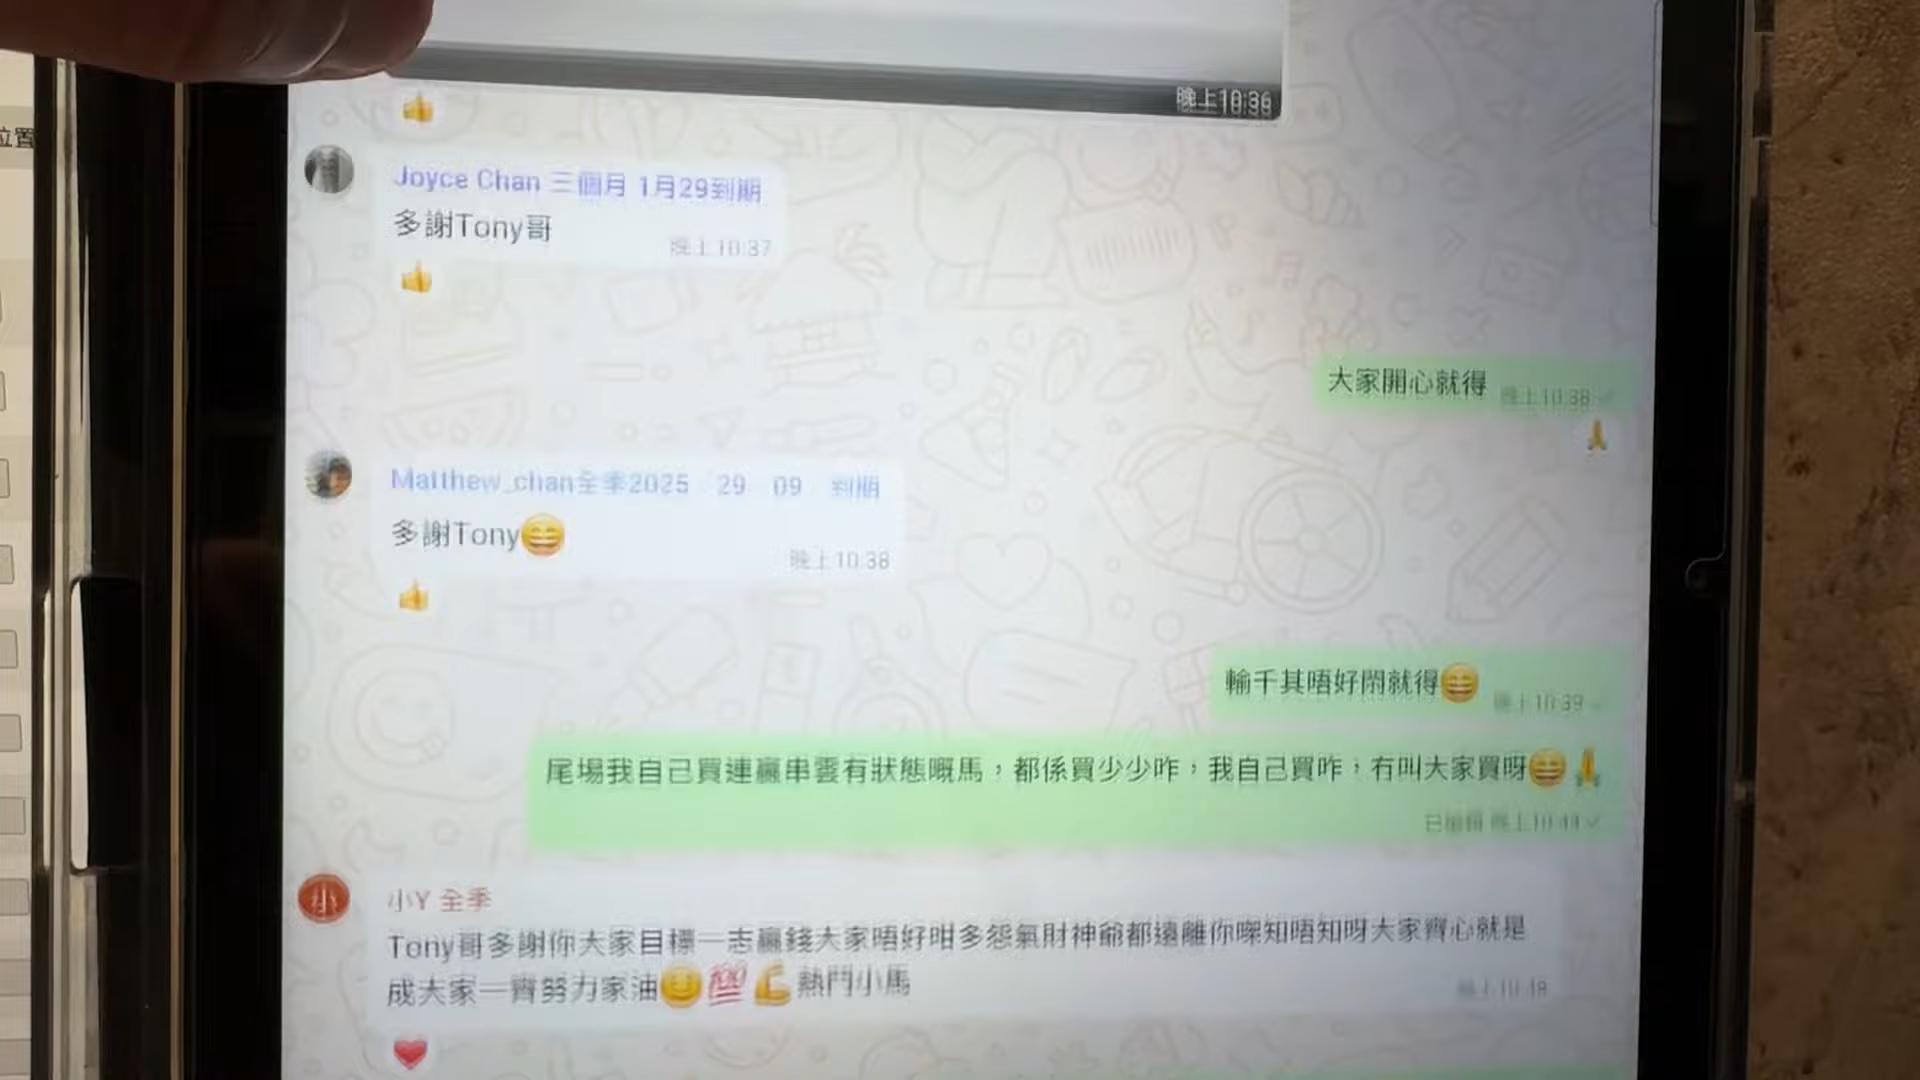 位置
晚上10:36
Joyce Chan 三個月 1月29到期
多謝Tony哥
晚上10:37
大家開心就得
晚上10:38
Matthew_chan全季2025 29 09 到期
多謝Tony😄
晚上10:38
輸千其唔好鬧就得😄
晚上10:39
尾場我自己買連贏串雲有狀態嘅馬，都係買少少咋，我自己買咋，冇叫大家買呀😄🙏
已編輯 晚上10:44
小
小Y 全季
Tony哥多謝你大家目標一志贏錢大家唔好咁多怨氣財神爺都遠離你㗎知唔知呀大家齊心就是
成大家一齊努力家油😊💯💪熱門小馬
晚上10:48